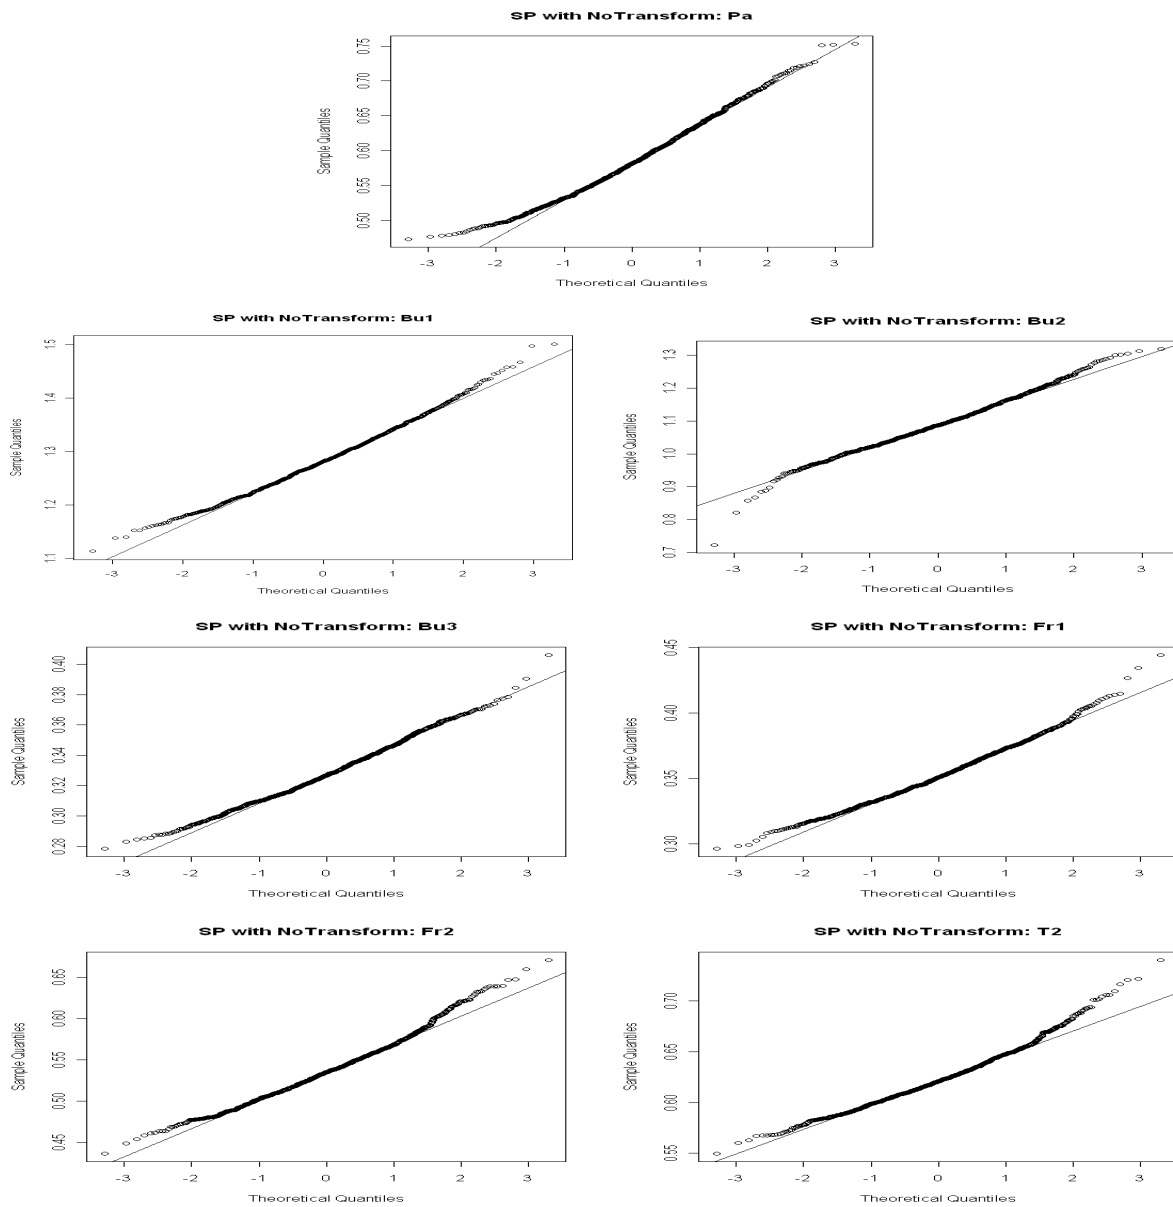 SP with NoTransform: Pa
0.75
0.70
0.65
0.60
0.55
0.50
Sample Quantiles
-3 -2 -1 0 1 2 3
Theoretical Quantiles
SP with NoTransform: Bu1
1.5
1.4
1.3
1.2
1.1
Sample Quantiles
-3 -2 -1 0 1 2 3
Theoretical Quantiles
SP with NoTransform: Bu2
1.3
1.2
1.1
1.0
0.9
0.8
0.7
Sample Quantiles
-3 -2 -1 0 1 2 3
Theoretical Quantiles
SP with NoTransform: Bu3
0.40
0.38
0.36
0.34
0.32
0.30
0.28
Sample Quantiles
-3 -2 -1 0 1 2 3
Theoretical Quantiles
SP with NoTransform: Fr1
0.45
0.40
0.35
0.30
Sample Quantiles
-3 -2 -1 0 1 2 3
Theoretical Quantiles
SP with NoTransform: Fr2
0.65
0.60
0.55
0.50
0.45
Sample Quantiles
-3 -2 -1 0 1 2 3
Theoretical Quantiles
SP with NoTransform: T2
0.70
0.65
0.60
0.55
Sample Quantiles
-3 -2 -1 0 1 2 3
Theoretical Quantiles